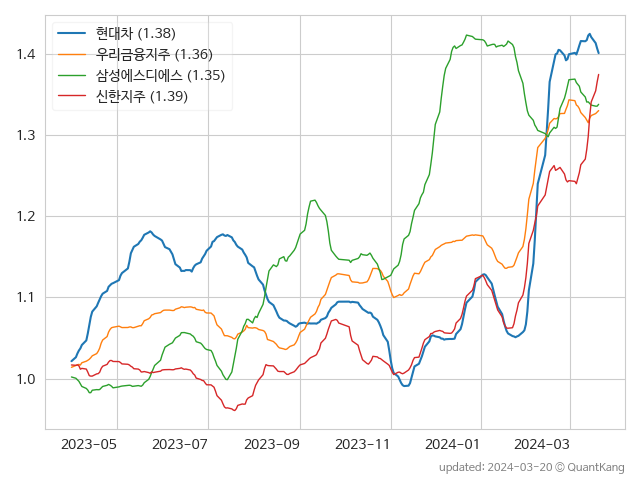 현대차 (1.38)
우리금융지주 (1.36)
삼성에스디에스 (1.35)
신한지주 (1.39)
1.4
1.3
1.2
1.1
1.0
2023-05 2023-07 2023-09 2023-11 2024-01 2024-03
updated: 2024-03-20 © QuantKang